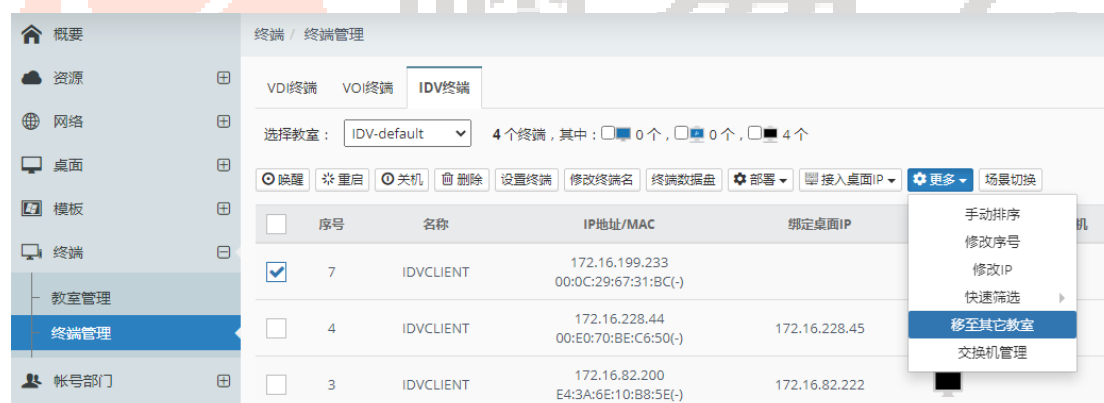 概要
资源
网络
桌面
模板
终端
教室管理
终端管理
帐号部门
终端 / 终端管理
VDI终端 VOI终端 IDV终端
选择教室： IDV-default 4个终端，其中： 0个， 0个， 4个
唤醒 重启 关机 删除 设置终端 修改终端名 终端数据盘 部署 接入桌面IP 更多 场景切换
序号 名称 IP地址/MAC 绑定桌面IP 机
7 IDVCLIENT 172.16.199.233
00:0C:29:67:31:BC(-)
4 IDVCLIENT 172.16.228.44 172.16.228.45
00:E0:70:BE:C6:50(-)
3 IDVCLIENT 172.16.82.200 172.16.82.222
E4:3A:6E:10:B8:5E(-)
手动排序
修改序号
修改IP
快速筛选
移至其它教室
交换机管理